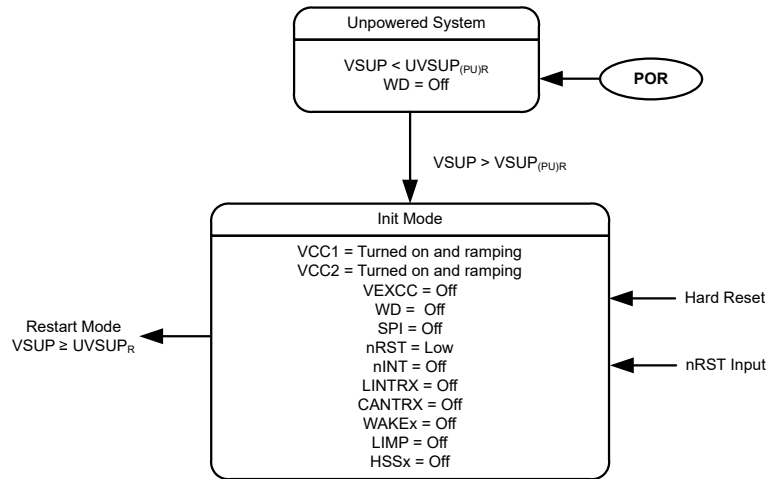 Unpowered System
VSUP < UVSUP(PU)R
WD = Off
POR
VSUP > VSUP(PU)R
Init Mode
VCC1 = Turned on and ramping
VCC2 = Turned on and ramping
VEXCC = Off
WD = Off
SPI = Off
nRST = Low
nINT = Off
LINTRX = Off
CANTRX = Off
WAKEx = Off
LIMP = Off
HSSx = Off
Hard Reset
nRST Input
Restart Mode
VSUP ≥ UVSUPR